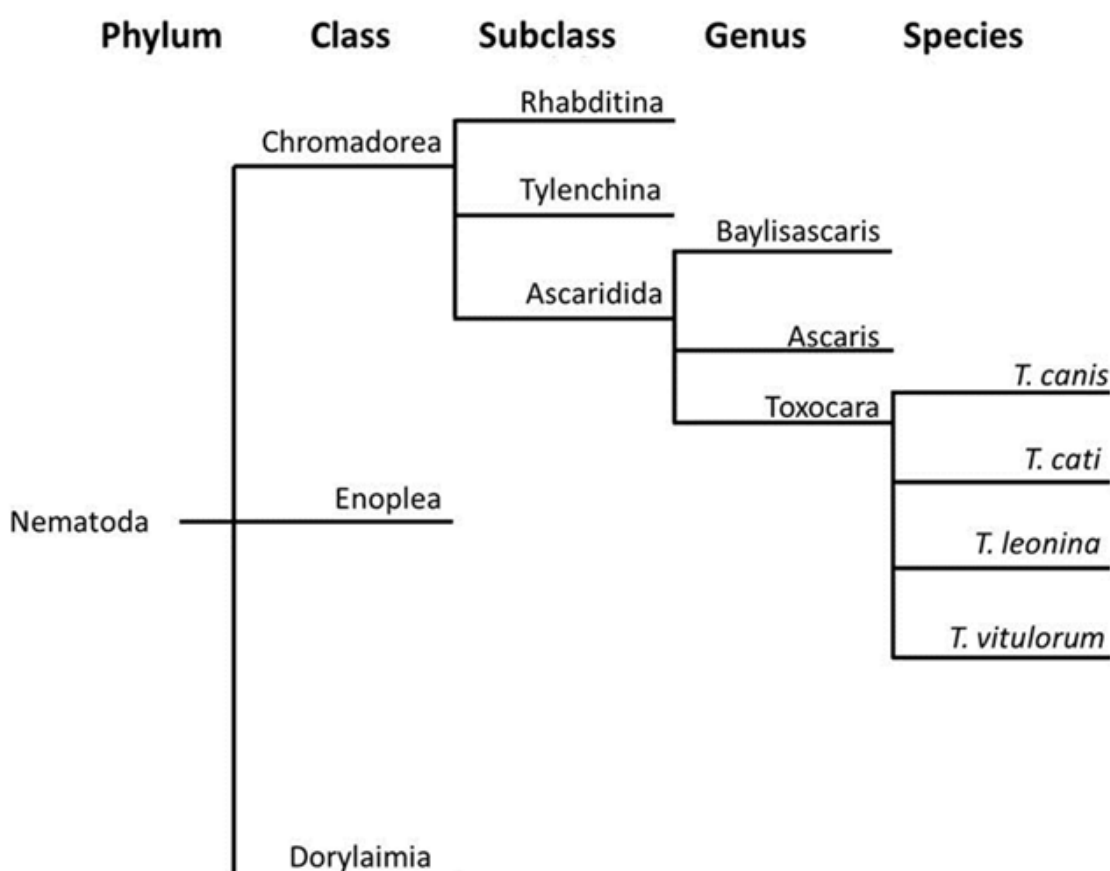 Phylum Class Subclass Genus Species
Rhabditina
Chromadorea
Tylenchina
Baylisascaris
Ascaridida
Ascaris
T. canis
Toxocara
T. cati
Enoplea
Nematoda
T. leonina
T. vitulorum
Dorylaimia